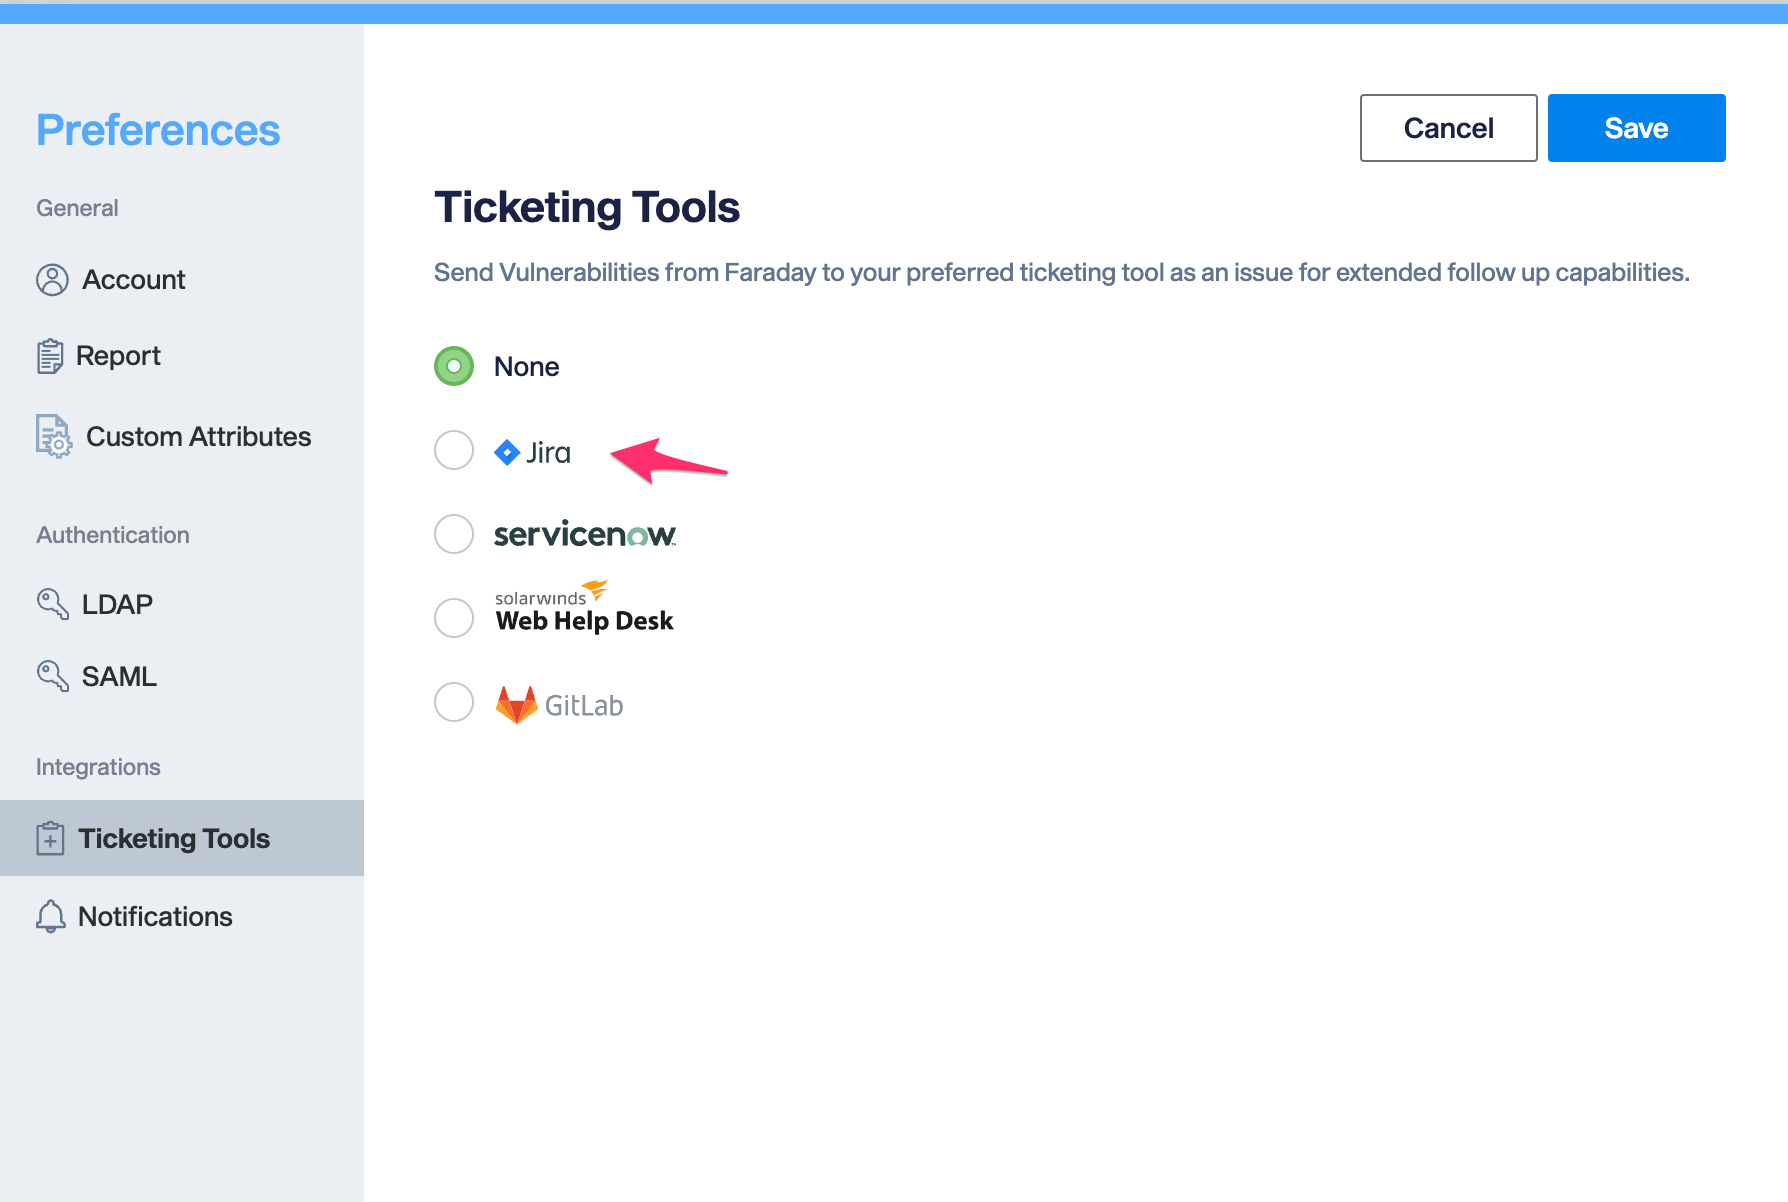 Preferences
General
Account
Report
Custom Attributes
Authentication
LDAP
SAML
Integrations
Ticketing Tools
Notifications
Cancel
Save
Ticketing Tools
Send Vulnerabilities from Faraday to your preferred ticketing tool as an issue for extended follow up capabilities.
None
Jira
servicenow
solarwinds
Web Help Desk
GitLab